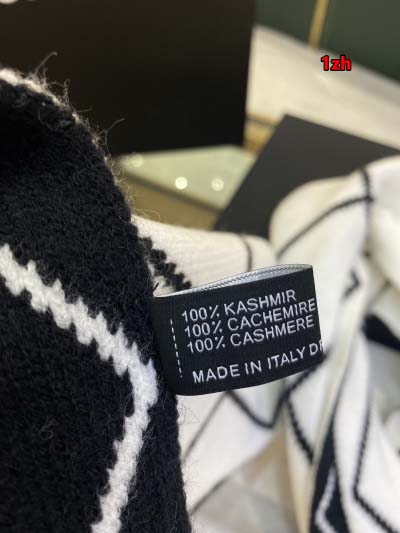 1zh
100% KASHMIR
100% CACHEMIRE
100% CASHMERE
MADE IN ITALY